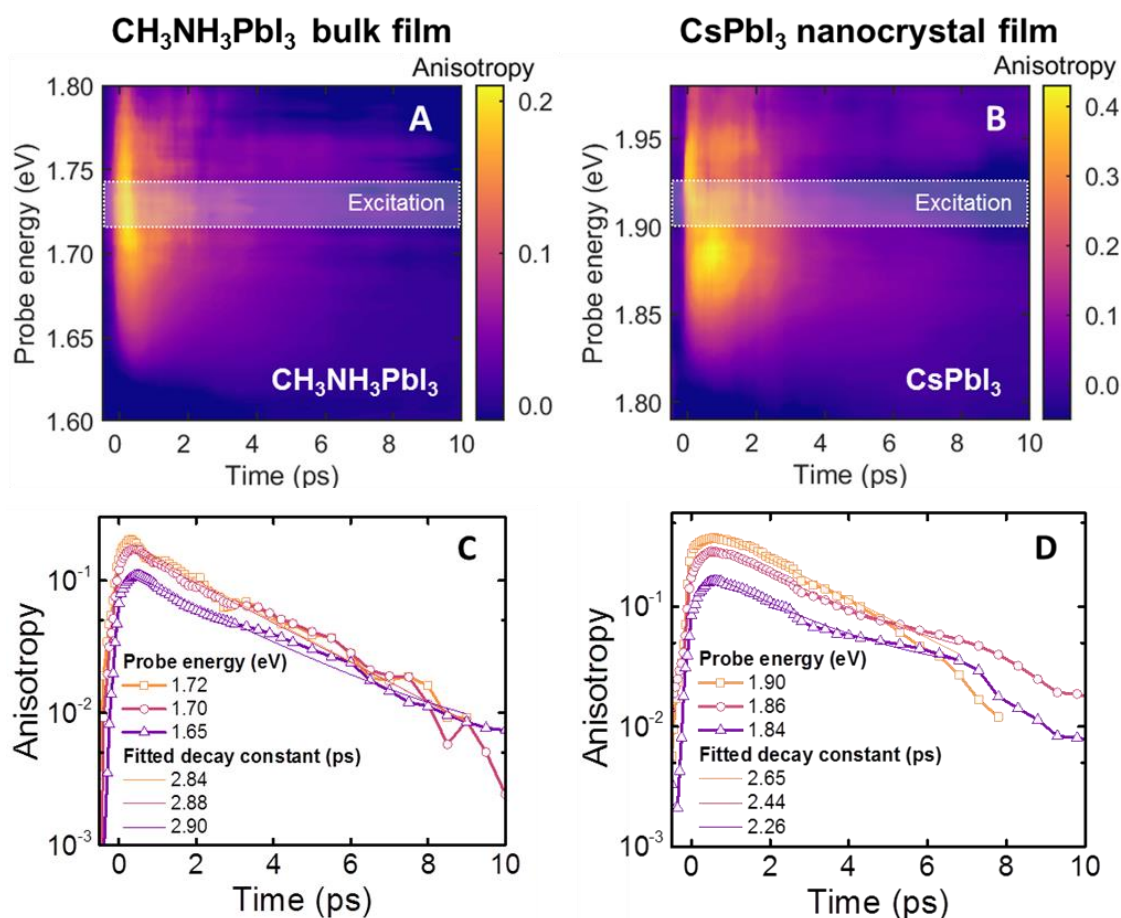 CH₃NH₃PbI₃ bulk film
CsPbI₃ nanocrystal film
Anisotropy
1.80
1.75
1.70
1.65
1.60
Probe energy (eV)
A
Excitation
CH₃NH₃PbI₃
0.2
0.1
0.0
0
2
4
6
8
10
Time (ps)
Anisotropy
1.95
1.90
1.85
1.80
Probe energy (eV)
B
Excitation
CsPbI₃
0.4
0.3
0.2
0.1
0.0
0
2
4
6
8
10
Time (ps)
C
10⁻¹
10⁻²
10⁻³
Anisotropy
Probe energy (eV)
1.72
1.70
1.65
Fitted decay constant (ps)
2.84
2.88
2.90
0
2
4
6
8
10
Time (ps)
D
10⁻¹
10⁻²
10⁻³
Anisotropy
Probe energy (eV)
1.90
1.86
1.84
Fitted decay constant (ps)
2.65
2.44
2.26
0
2
4
6
8
10
Time (ps)